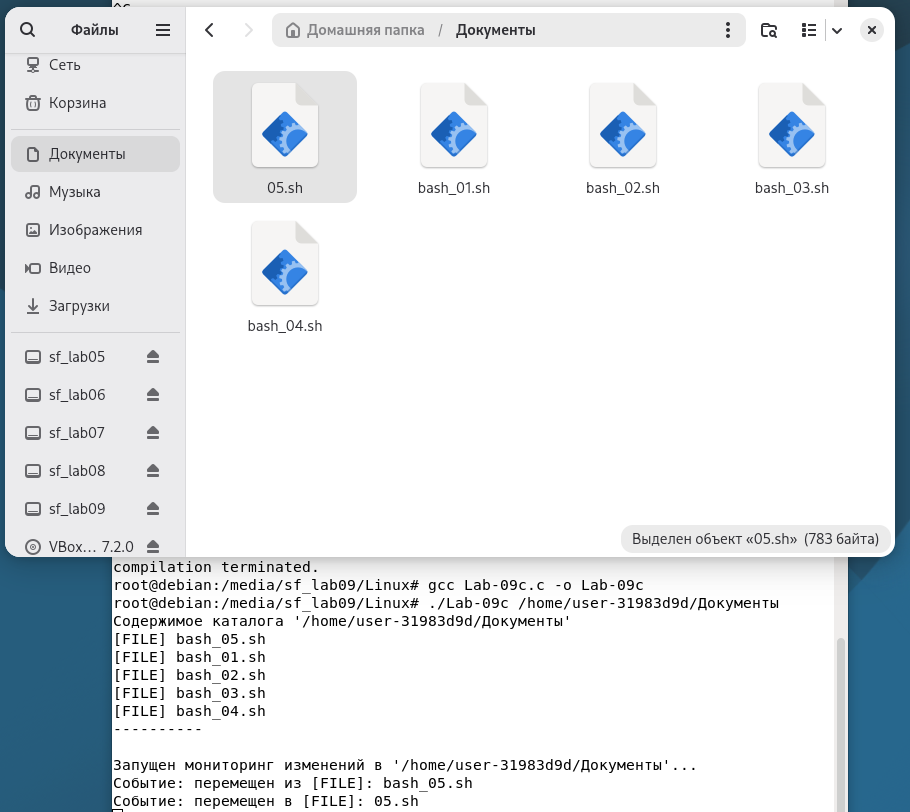 Файлы
Домашняя папка / Документы
Сеть
Корзина
Документы
Музыка
Изображения
Видео
Загрузки
sf_lab05
sf_lab06
sf_lab07
sf_lab08
sf_lab09
VBox… 7.2.0
05.sh
bash_01.sh
bash_02.sh
bash_03.sh
bash_04.sh
Выделен объект «05.sh» (783 байта)
compilation terminated.
root@debian:/media/sf_lab09/Linux# gcc Lab-09c.c -o Lab-09c
root@debian:/media/sf_lab09/Linux# ./Lab-09c /home/user-31983d9d/Документы
Содержимое каталога '/home/user-31983d9d/Документы'
[FILE] bash_05.sh
[FILE] bash_01.sh
[FILE] bash_02.sh
[FILE] bash_03.sh
[FILE] bash_04.sh
----------
Запущен мониторинг изменений в '/home/user-31983d9d/Документы'...
Событие: перемещен из [FILE]: bash_05.sh
Событие: перемещен в [FILE]: 05.sh